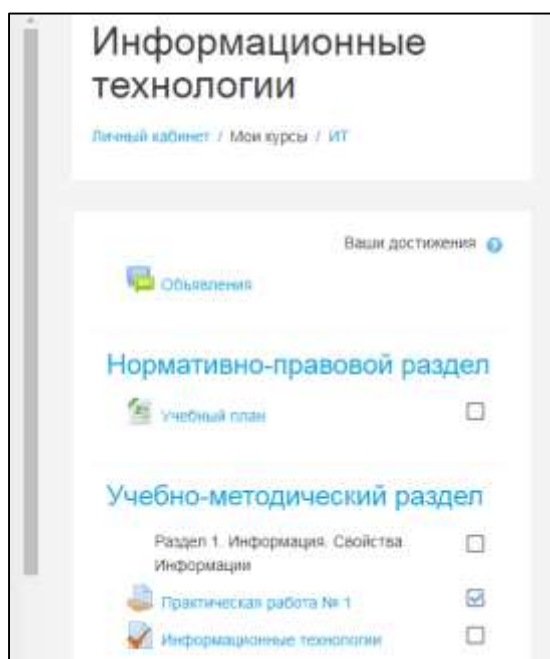 Информационные
технологии
Личный кабинет / Мои курсы / ИТ
Ваши достижения
Объявления
Нормативно-правовой раздел
Учебный план
Учебно-методический раздел
Раздел 1. Информация. Свойства
Информации
Практическая работа № 1
Информационные технологии